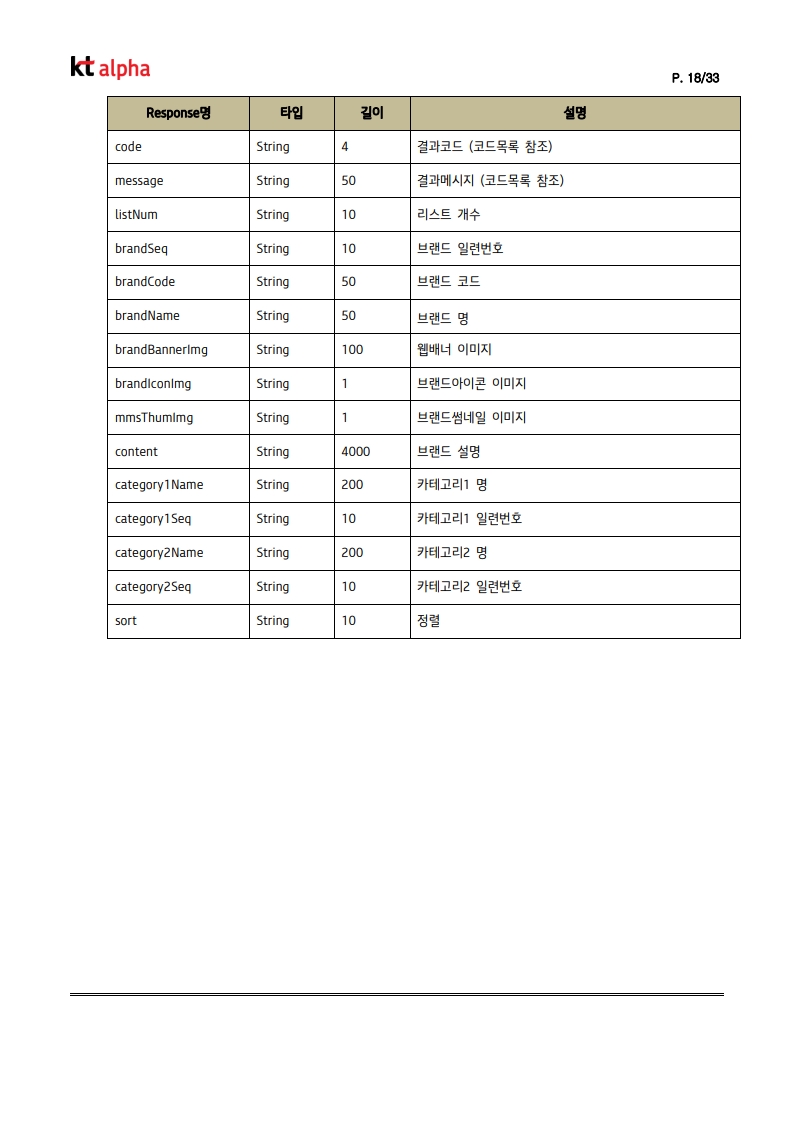 kt alpha
P. 18/33
Response명 타입 길이 설명
code String 4 결과코드 (코드목록 참조)
message String 50 결과메시지 (코드목록 참조)
listNum String 10 리스트 개수
brandSeq String 10 브랜드 일련번호
brandCode String 50 브랜드 코드
brandName String 50 브랜드 명
brandBannerImg String 100 웹배너 이미지
brandIconImg String 1 브랜드아이콘 이미지
mmsThumImg String 1 브랜드썸네일 이미지
content String 4000 브랜드 설명
category1Name String 200 카테고리1 명
category1Seq String 10 카테고리1 일련번호
category2Name String 200 카테고리2 명
category2Seq String 10 카테고리2 일련번호
sort String 10 정렬